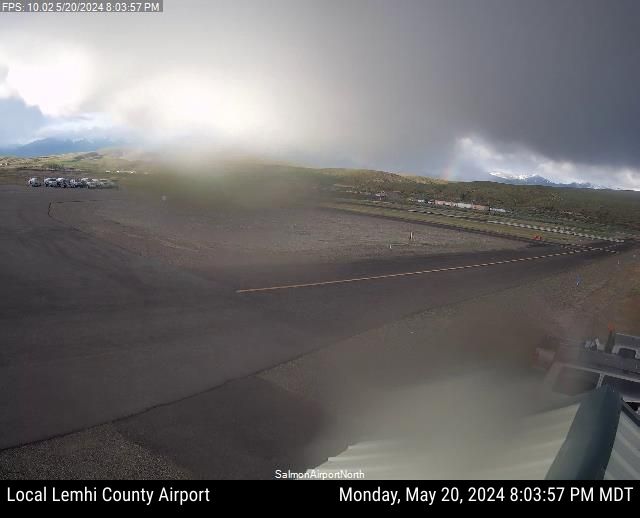 FPS: 10.02 5/20/2024 8:03:57 PM
SalmonAirportNorth
Local Lemhi County Airport
Monday, May 20, 2024 8:03:57 PM MDT